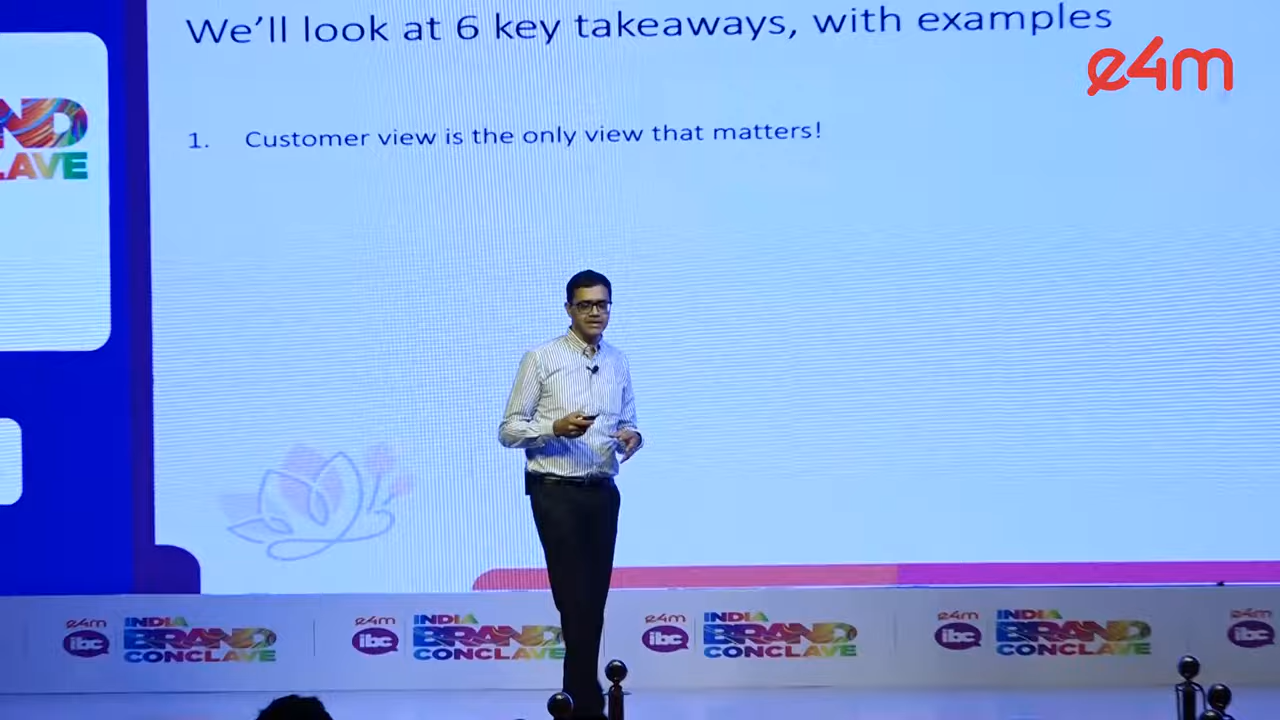 We'll look at 6 key takeaways, with examples
e4m
1. Customer view is the only view that matters!
ND
LAVE
e4m
ibc
INDIA
BRAND
CONCLAVE
e4m
ibc
INDIA
BRAND
CONCLAVE
e4m
ibc
INDIA
BRAND
CONCLAVE
e4m
ibc
INDIA
BRAND
CONCLAVE
e4m
ibc